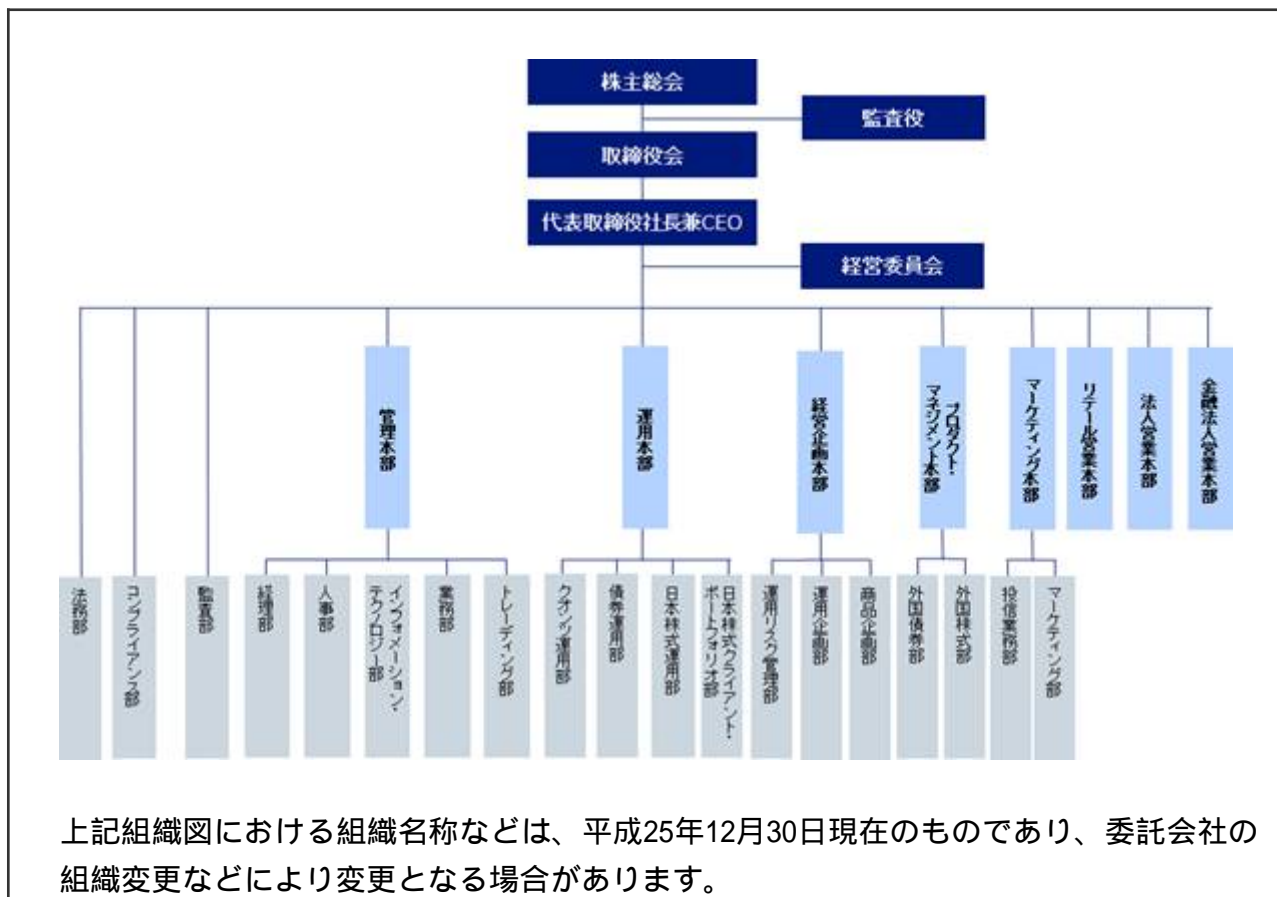 株主総会
監査役
取締役会
代表取締役社長兼CEO
経営委員会
管理本部
運用本部
経営企画本部
プロダクト・
マネジメント本部
マーケティング本部
リテール営業本部
法人営業本部
金融法人営業本部
法務部
コンプライアンス部
監査部
経理部
人事部
インフォメーション・
テクノロジー部
業務部
トレーディング部
クオンツ運用部
債券運用部
日本株式運用部
日本株式クライアント・
ポートフォリオ部
運用リスク管理部
運用企画部
商品企画部
外国債券部
外国株式部
投信業務部
マーケティング部
上記組織図における組織名称などは、平成25年12月30日現在のものであり、委託会社の
組織変更などにより変更となる場合があります。